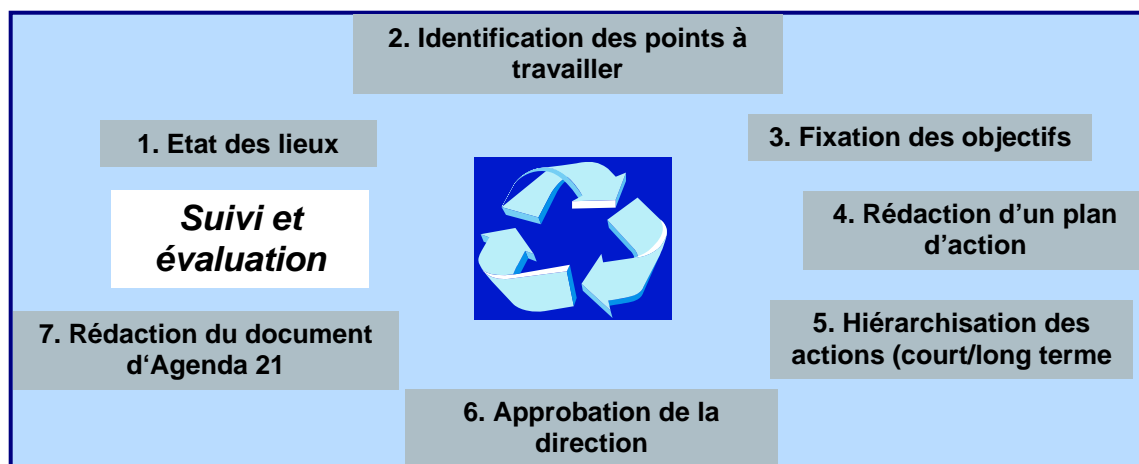 2. Identification des points à
travailler
1. Etat des lieux
3. Fixation des objectifs
Suivi et
évaluation
4. Rédaction d’un plan
d’action
7. Rédaction du document
d‘Agenda 21
5. Hiérarchisation des
actions (court/long terme
6. Approbation de la
direction